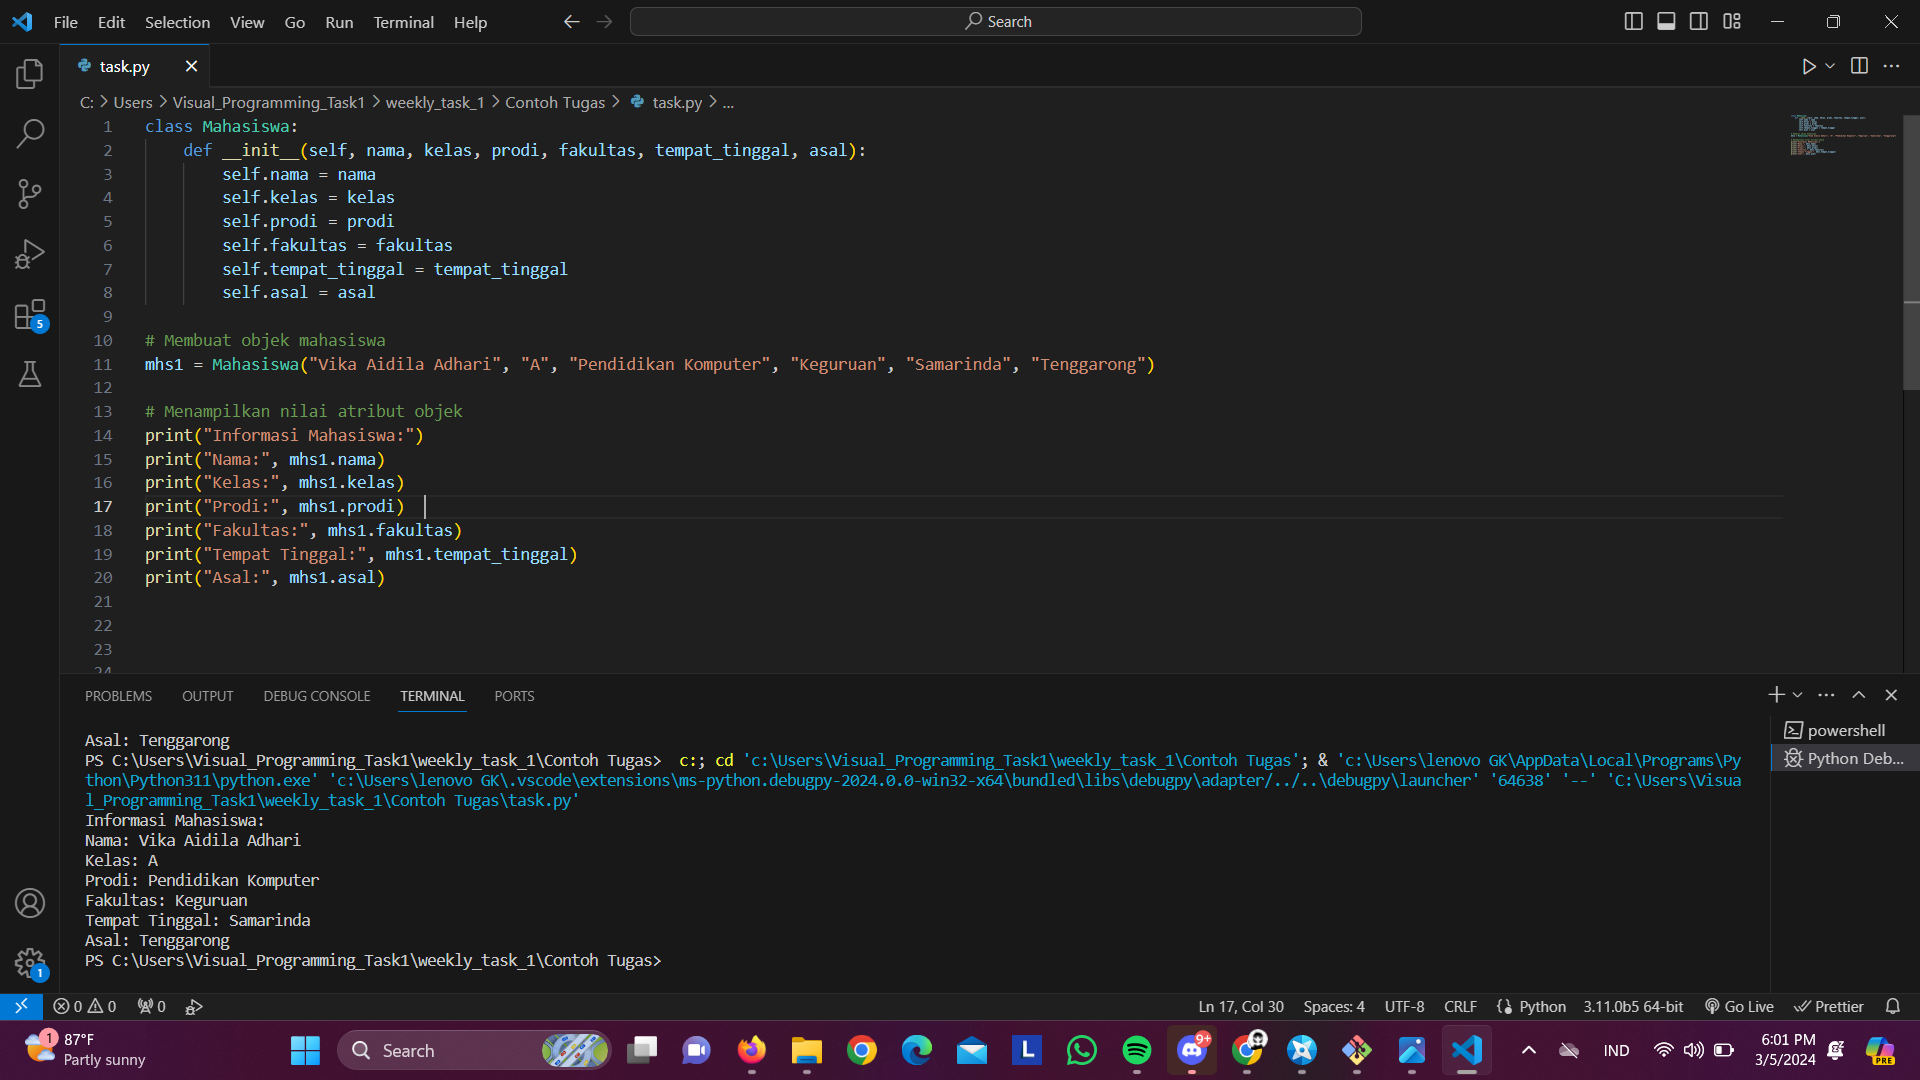 File Edit Selection View Go Run Terminal Help
Search
task.py
C: > Users > Visual_Programming_Task1 > weekly_task_1 > Contoh Tugas > task.py > ...
1 class Mahasiswa:
2     def __init__(self, nama, kelas, prodi, fakultas, tempat_tinggal, asal):
3         self.nama = nama
4         self.kelas = kelas
5         self.prodi = prodi
6         self.fakultas = fakultas
7         self.tempat_tinggal = tempat_tinggal
8         self.asal = asal
9
10 # Membuat objek mahasiswa
11 mhs1 = Mahasiswa("Vika Aidila Adhari", "A", "Pendidikan Komputer", "Keguruan", "Samarinda", "Tenggarong")
12
13 # Menampilkan nilai atribut objek
14 print("Informasi Mahasiswa:")
15 print("Nama:", mhs1.nama)
16 print("Kelas:", mhs1.kelas)
17 print("Prodi:", mhs1.prodi)
18 print("Fakultas:", mhs1.fakultas)
19 print("Tempat Tinggal:", mhs1.tempat_tinggal)
20 print("Asal:", mhs1.asal)
21
22
23
24
PROBLEMS OUTPUT DEBUG CONSOLE TERMINAL PORTS
powershell
Python Deb...
Asal: Tenggarong
PS C:\Users\Visual_Programming_Task1\weekly_task_1\Contoh Tugas>  c:; cd 'c:\Users\Visual_Programming_Task1\weekly_task_1\Contoh Tugas'; & 'c:\Users\lenovo GK\AppData\Local\Programs\Py
thon\Python311\python.exe' 'c:\Users\lenovo GK\.vscode\extensions\ms-python.debugpy-2024.0.0-win32-x64\bundled\libs\debugpy\adapter/../..\debugpy\launcher' '64638' '--' 'C:\Users\Visua
l_Programming_Task1\weekly_task_1\Contoh Tugas\task.py'
Informasi Mahasiswa:
Nama: Vika Aidila Adhari
Kelas: A
Prodi: Pendidikan Komputer
Fakultas: Keguruan
Tempat Tinggal: Samarinda
Asal: Tenggarong
PS C:\Users\Visual_Programming_Task1\weekly_task_1\Contoh Tugas>
5
1
0 0 0 Ln 17, Col 30 Spaces: 4 UTF-8 CRLF Python 3.11.0b5 64-bit Go Live Prettier
1 87°F
Partly sunny
Search
L
9+
IND
6:01 PM
3/5/2024
PRE